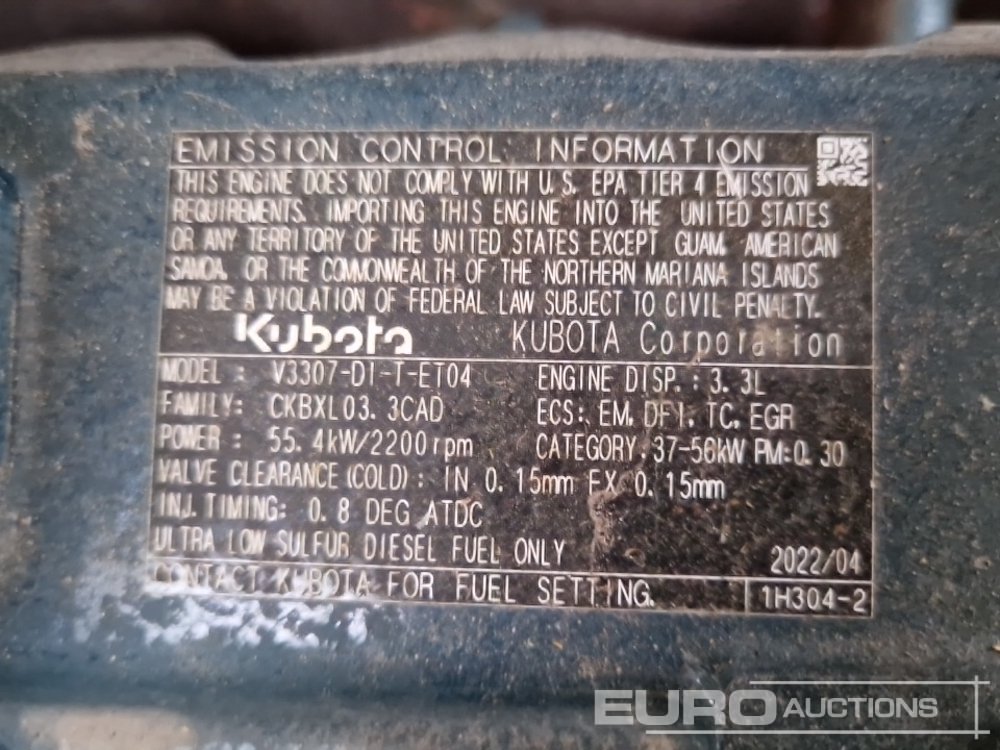 EMISSION CONTROL INFORMATION
THIS ENGINE DOES NOT COMPLY WITH U.S. EPA TIER 4 EMISSION
REQUIREMENTS. IMPORTING THIS ENGINE INTO THE UNITED STATES
OR ANY TERRITORY OF THE UNITED STATES EXCEPT GUAM, AMERICAN
SAMOA, OR THE COMMONWEALTH OF THE NORTHERN MARIANA ISLANDS
MAY BE A VIOLATION OF FEDERAL LAW SUBJECT TO CIVIL PENALTY.
Kubota KUBOTA Corporation
MODEL : V3307-DI-T-ET04 ENGINE DISP.: 3.3L
FAMILY: CKBXL03.3CAD ECS: EM, DFI, TC, EGR
POWER : 55.4kW/2200rpm CATEGORY: 37-56kW PM:0.30
VALVE CLEARANCE(COLD): IN 0.15mm EX 0.15mm
INJ.TIMING: 0.8 DEG ATDC
ULTRA LOW SULFUR DIESEL FUEL ONLY 2022/04
CONTACT KUBOTA FOR FUEL SETTING. 1H304-2
EURO AUCTIONS